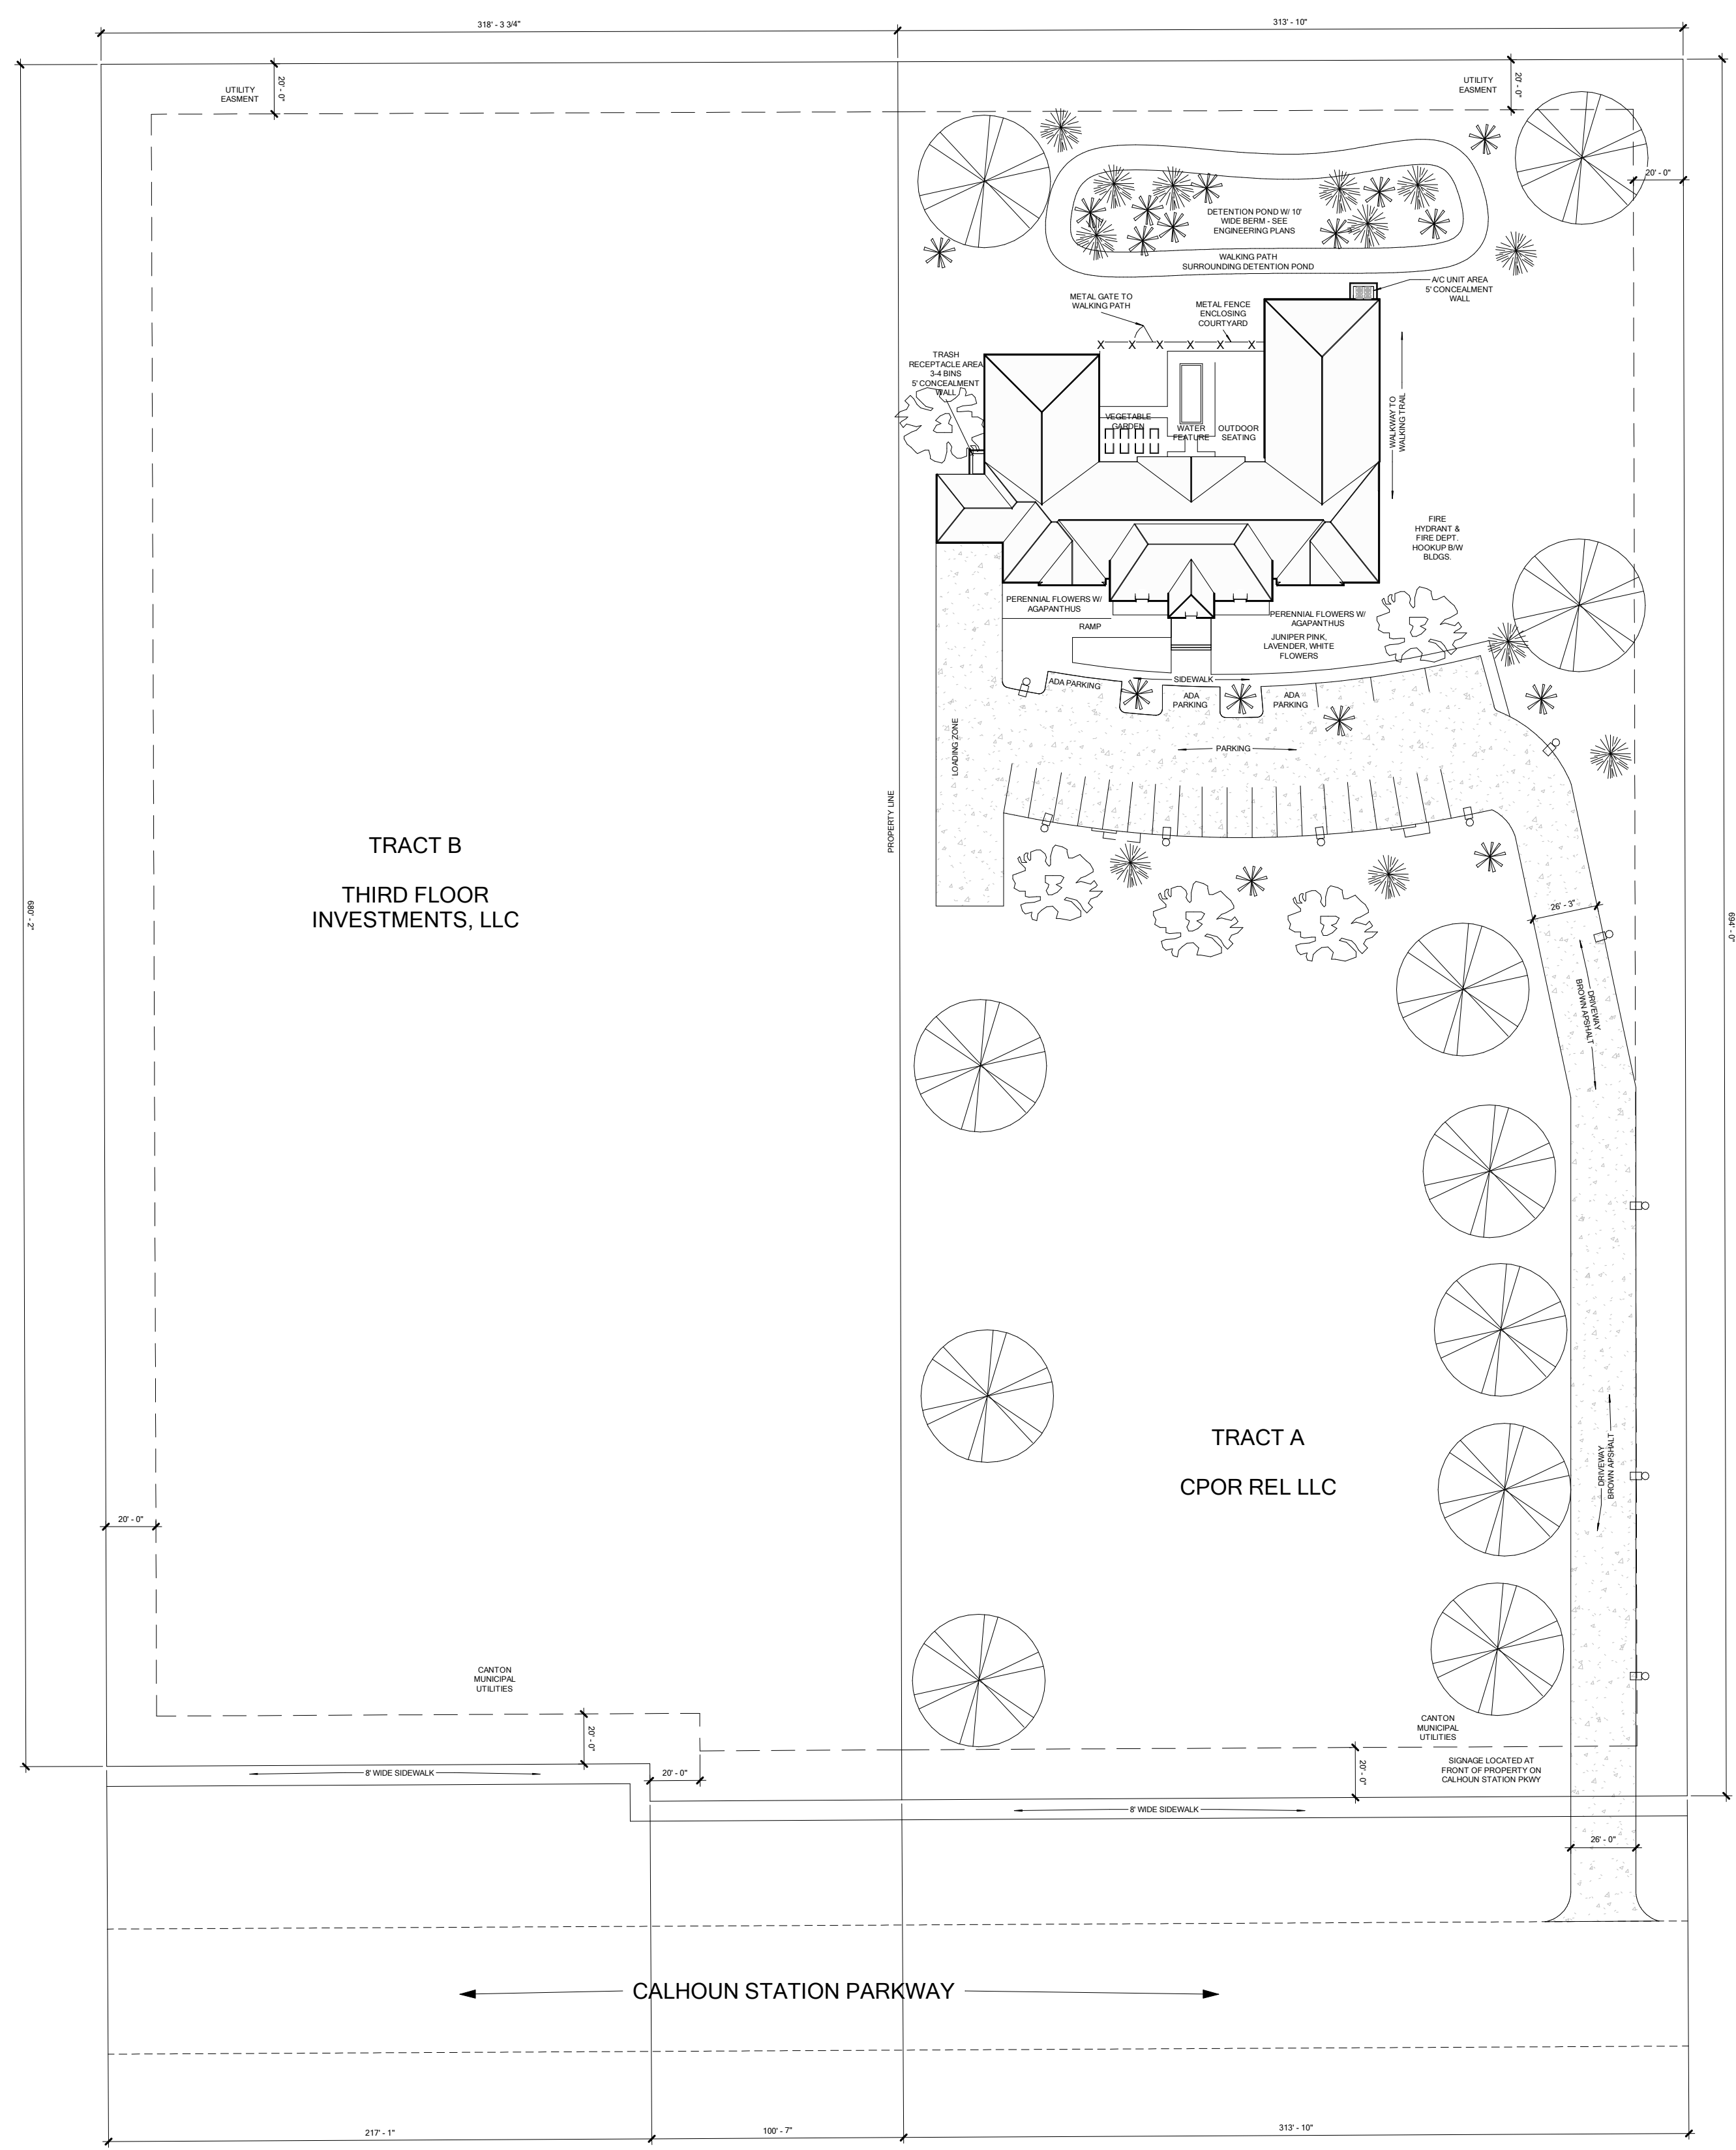 318' - 3 3/4"
313' - 10"
20' - 0"
UTILITY
EASMENT
UTILITY
EASMENT
20' - 0"
20' - 0"
DETENTION POND W/ 10'
WIDE BERM - SEE
ENGINEERING PLANS
WALKING PATH
SURROUNDING DETENTION POND
A/C UNIT AREA
5' CONCEALMENT
WALL
METAL GATE TO
WALKING PATH
METAL FENCE
ENCLOSING
COURTYARD
X X X X X X
TRASH
RECEPTACLE AREA
3-4 BINS
5' CONCEALMENT
WALL
VEGETABLE
GARDEN
WATER
FEATURE
OUTDOOR
SEATING
WALKWAY TO
WALKING TRAIL
FIRE
HYDRANT &
FIRE DEPT.
HOOKUP B/W
BLDGS.
PERENNIAL FLOWERS W/
AGAPANTHUS
RAMP
PERENNIAL FLOWERS W/
AGAPANTHUS
JUNIPER PINK,
LAVENDER, WHITE
FLOWERS
ADA PARKING
SIDEWALK
ADA
PARKING
ADA
PARKING
LOADING ZONE
PARKING
PROPERTY LINE
TRACT B
THIRD FLOOR
INVESTMENTS, LLC
680' - 2"
694' - 0"
26' - 3"
DRIVEWAY
BROWN APSHALT
TRACT A
CPOR REL LLC
DRIVEWAY
BROWN APSHALT
20' - 0"
CANTON
MUNICIPAL
UTILITIES
20' - 0"
20' - 0"
8' WIDE SIDEWALK
CANTON
MUNICIPAL
UTILITIES
20' - 0"
SIGNAGE LOCATED AT
FRONT OF PROPERTY ON
CALHOUN STATION PKWY
8' WIDE SIDEWALK
26' - 0"
CALHOUN STATION PARKWAY
217' - 1"
100' - 7"
313' - 10"